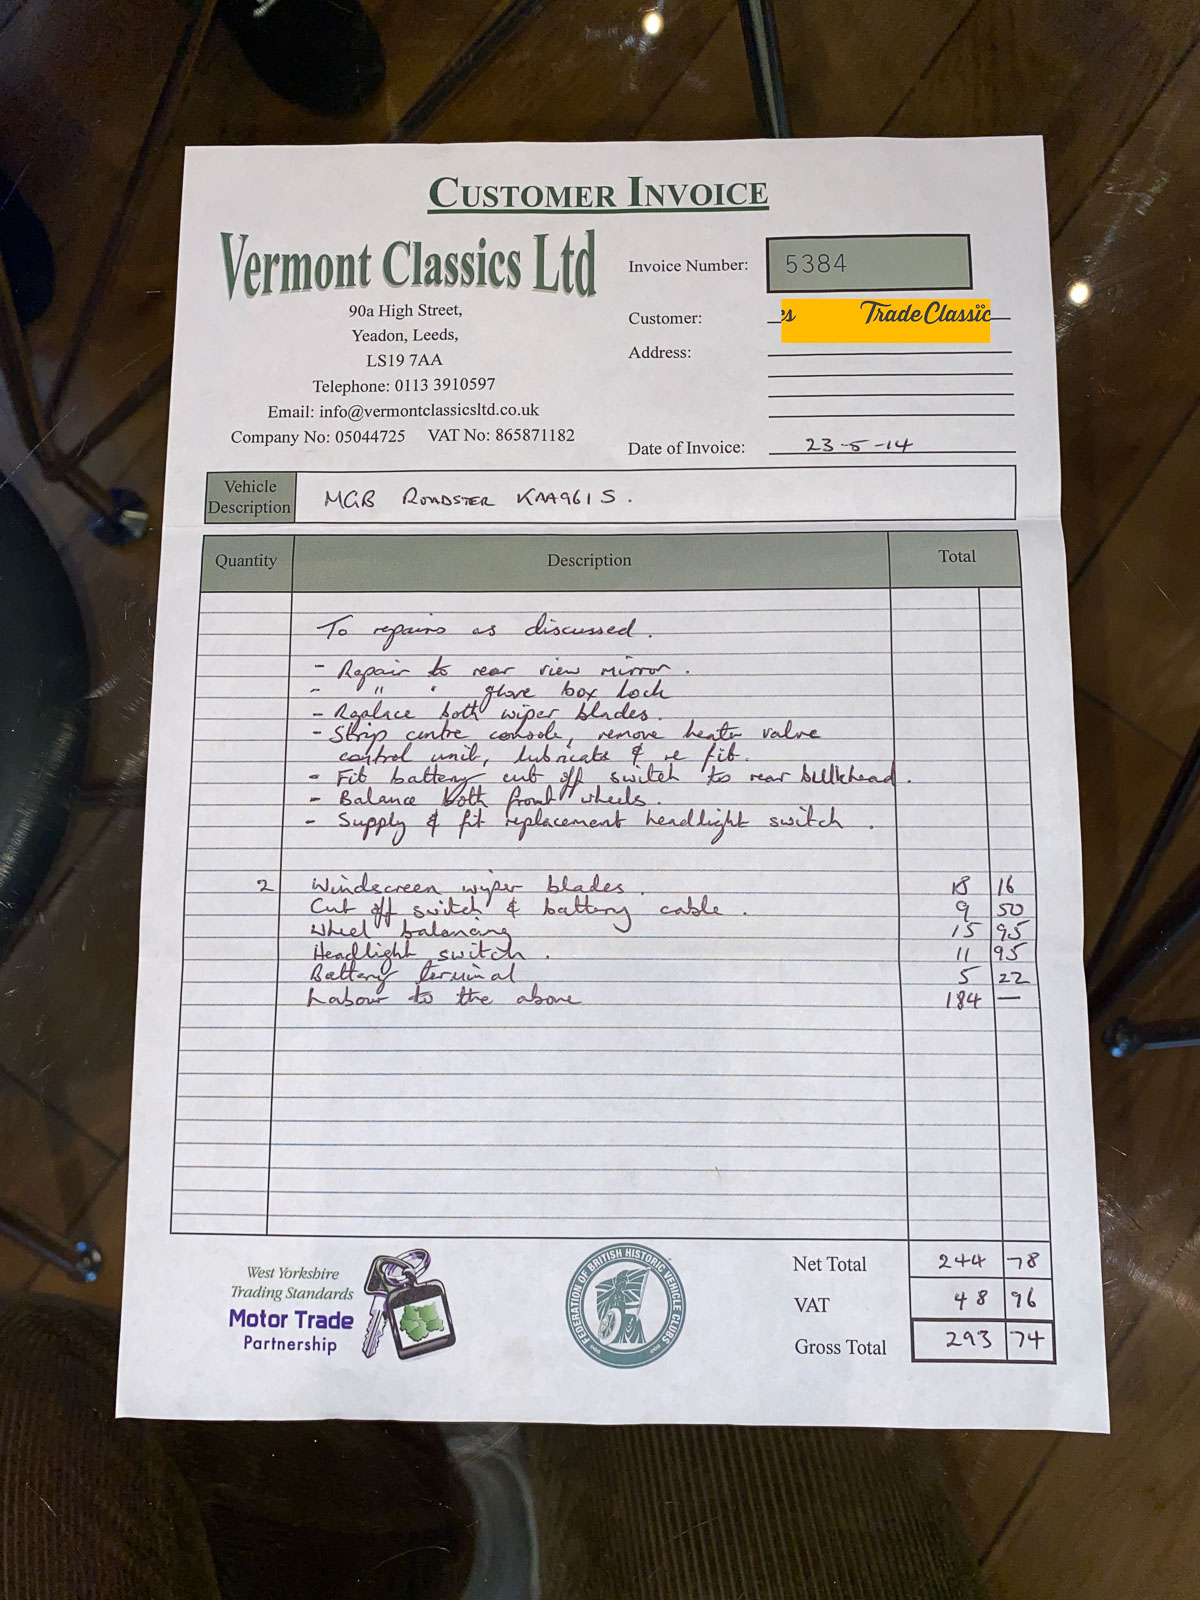 CUSTOMER INVOICE
Vermont Classics Ltd
90a High Street,
Yeadon, Leeds,
LS19 7AA
Telephone: 0113 3910597
Email: info@vermontclassicsltd.co.uk
Company No: 05044725 VAT No: 865871182
Invoice Number: 5384
Customer: es Trade Classic
Address:
Date of Invoice: 23-5-14
Vehicle Description MGB ROADSTER KAA961S.
Quantity Description Total
To repairs as discussed.
- Repair to rear view mirror.
- " " glove box lock
- Replace both wiper blades.
- Strip centre console, remove heater valve
control unit, lubricate & re fit.
- Fit battery cut off switch to rear bulkhead.
- Balance both front wheels.
- Supply & fit replacement headlight switch.
2 Windscreen wyper blades. 18 16
Cut off switch & battery cable. 9 50
Wheel balancing 15 95
Headlight switch. 11 95
Battery terminal 5 22
Labour to the above 184 —
Net Total 244 78
VAT 48 96
Gross Total 293 74
West Yorkshire
Trading Standards
Motor Trade
Partnership
FEDERATION OF BRITISH HISTORIC VEHICLE CLUBS